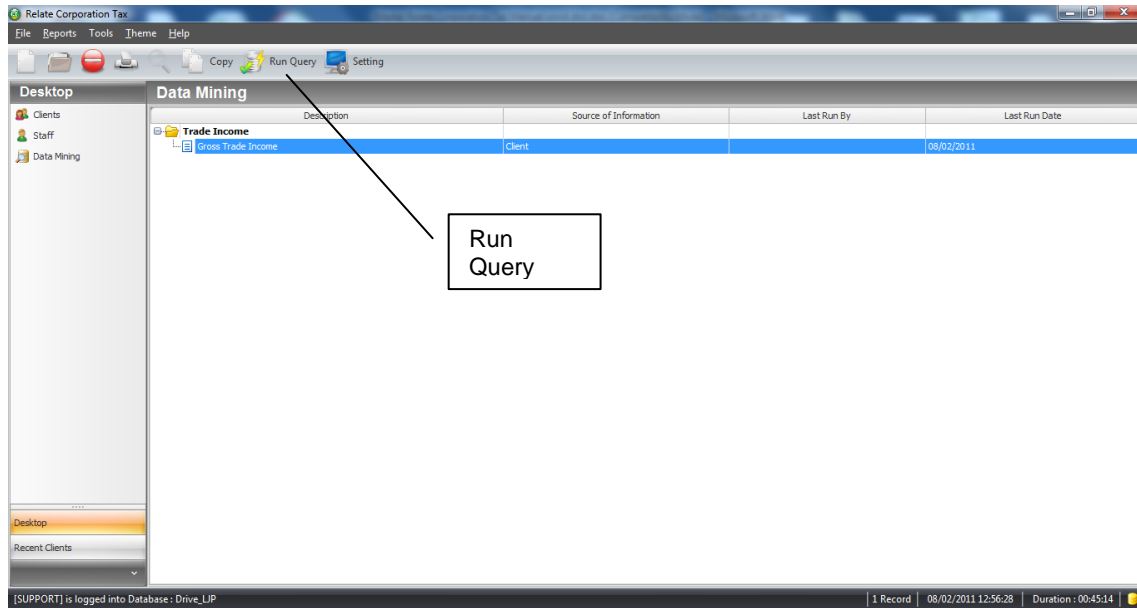 Relate Corporation Tax
File Reports Tools Theme Help
Copy Run Query Setting
Desktop Data Mining
Clients
Staff
Data Mining
Description Source of Information Last Run By Last Run Date
Trade Income
Gross Trade Income Client 08/02/2011
Run
Query
Desktop
Recent Clients
[SUPPORT] is logged into Database : Drive_LJP 1 Record 08/02/2011 12:56:28 Duration : 00:45:14